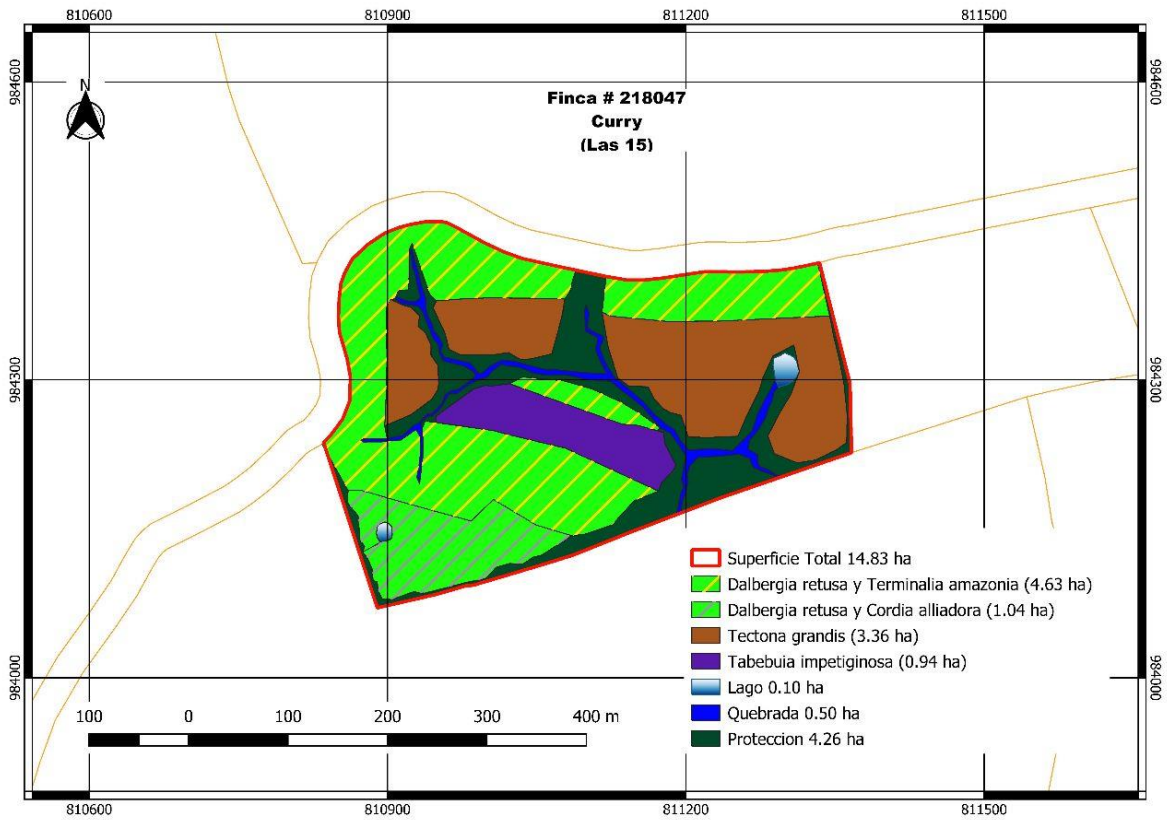 810600 810900 811200 811500
984600 984600
N
Finca # 218047
Curry
(Las 15)
984300 984300
Superficie Total 14.83 ha
Dalbergia retusa y Terminalia amazonia (4.63 ha)
Dalbergia retusa y Cordia alliadora (1.04 ha)
Tectona grandis (3.36 ha)
Tabebuia impetiginosa (0.94 ha)
Lago 0.10 ha
Quebrada 0.50 ha
Proteccion 4.26 ha
984000 984000
100 0 100 200 300 400 m
810600 810900 811200 811500